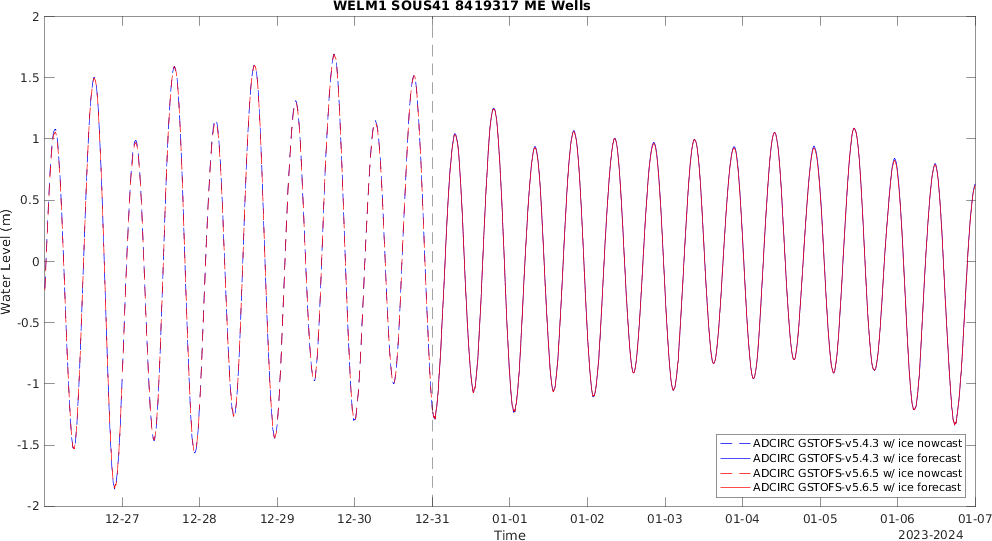 WELM1 SOUS41 8419317 ME Wells
Water Level (m)
2
1.5
1
0.5
0
-0.5
-1
-1.5
-2
ADCIRC GSTOFS-v5.4.3 w/ ice nowcast
ADCIRC GSTOFS-v5.4.3 w/ ice forecast
ADCIRC GSTOFS-v5.6.5 w/ ice nowcast
ADCIRC GSTOFS-v5.6.5 w/ ice forecast
12-27 12-28 12-29 12-30 12-31 01-01 01-02 01-03 01-04 01-05 01-06 01-07
Time
2023-2024